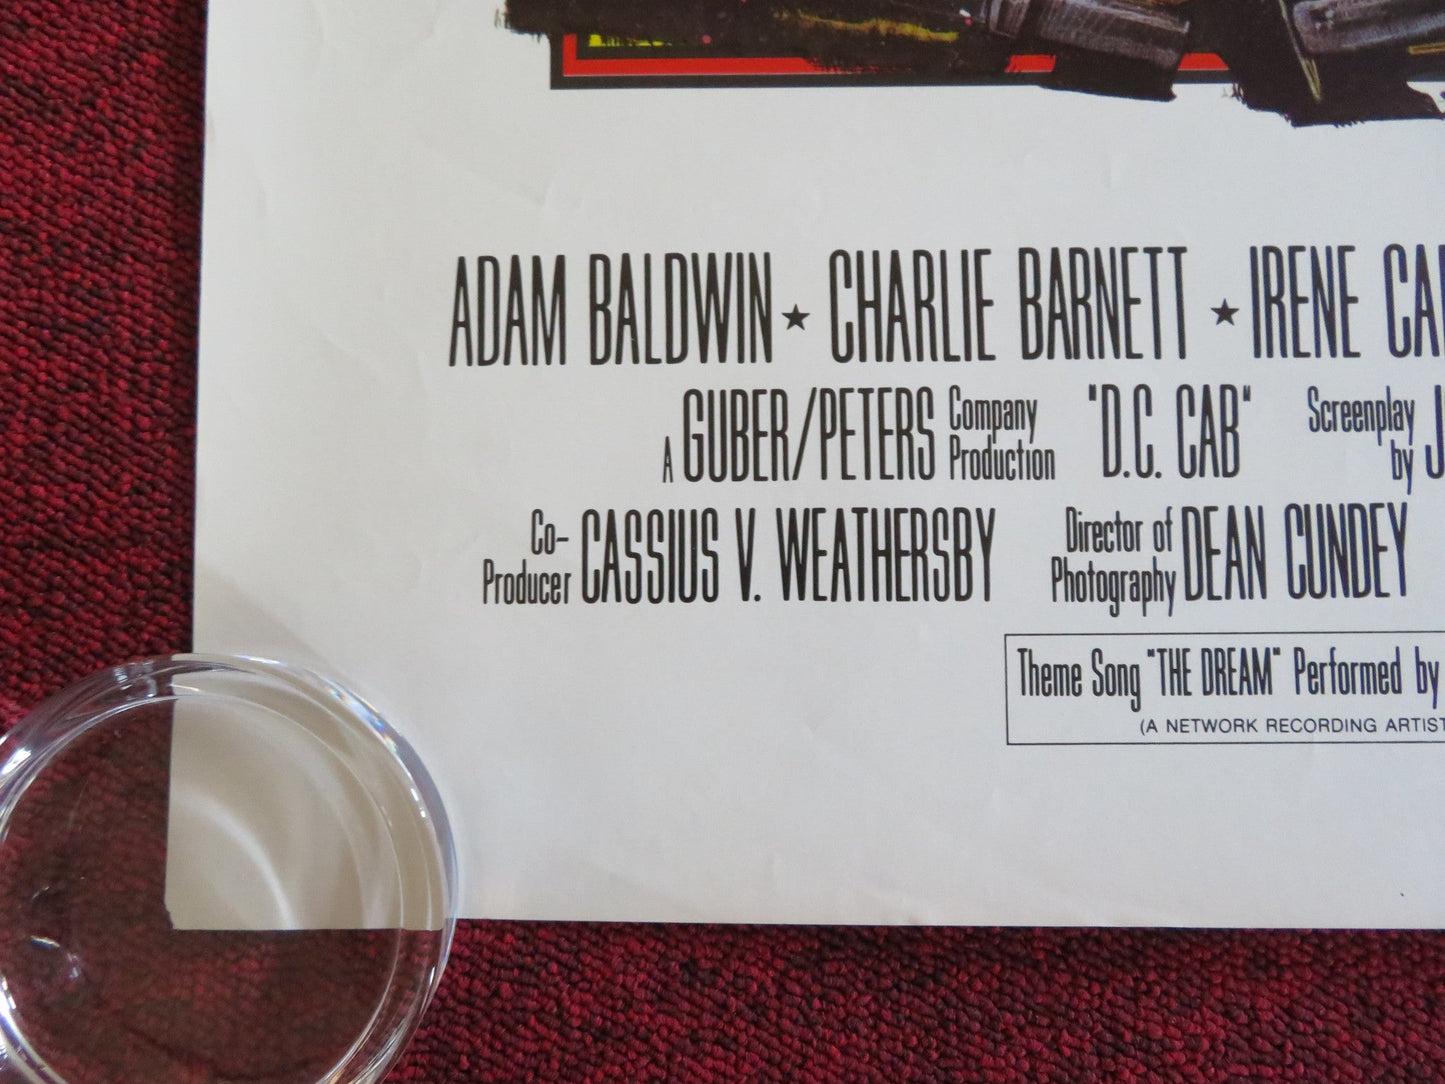 ADAM BALDWIN ★ CHARLIE BARNETT ★ IRENE CA
A GUBER/PETERS Company Production "D.C. CAB" Screenplay by J
Co-Producer CASSIUS V. WEATHERSBY Director of Photography DEAN CUNDEY
Theme Song "THE DREAM" Performed by
(A NETWORK RECORDING ARTIST